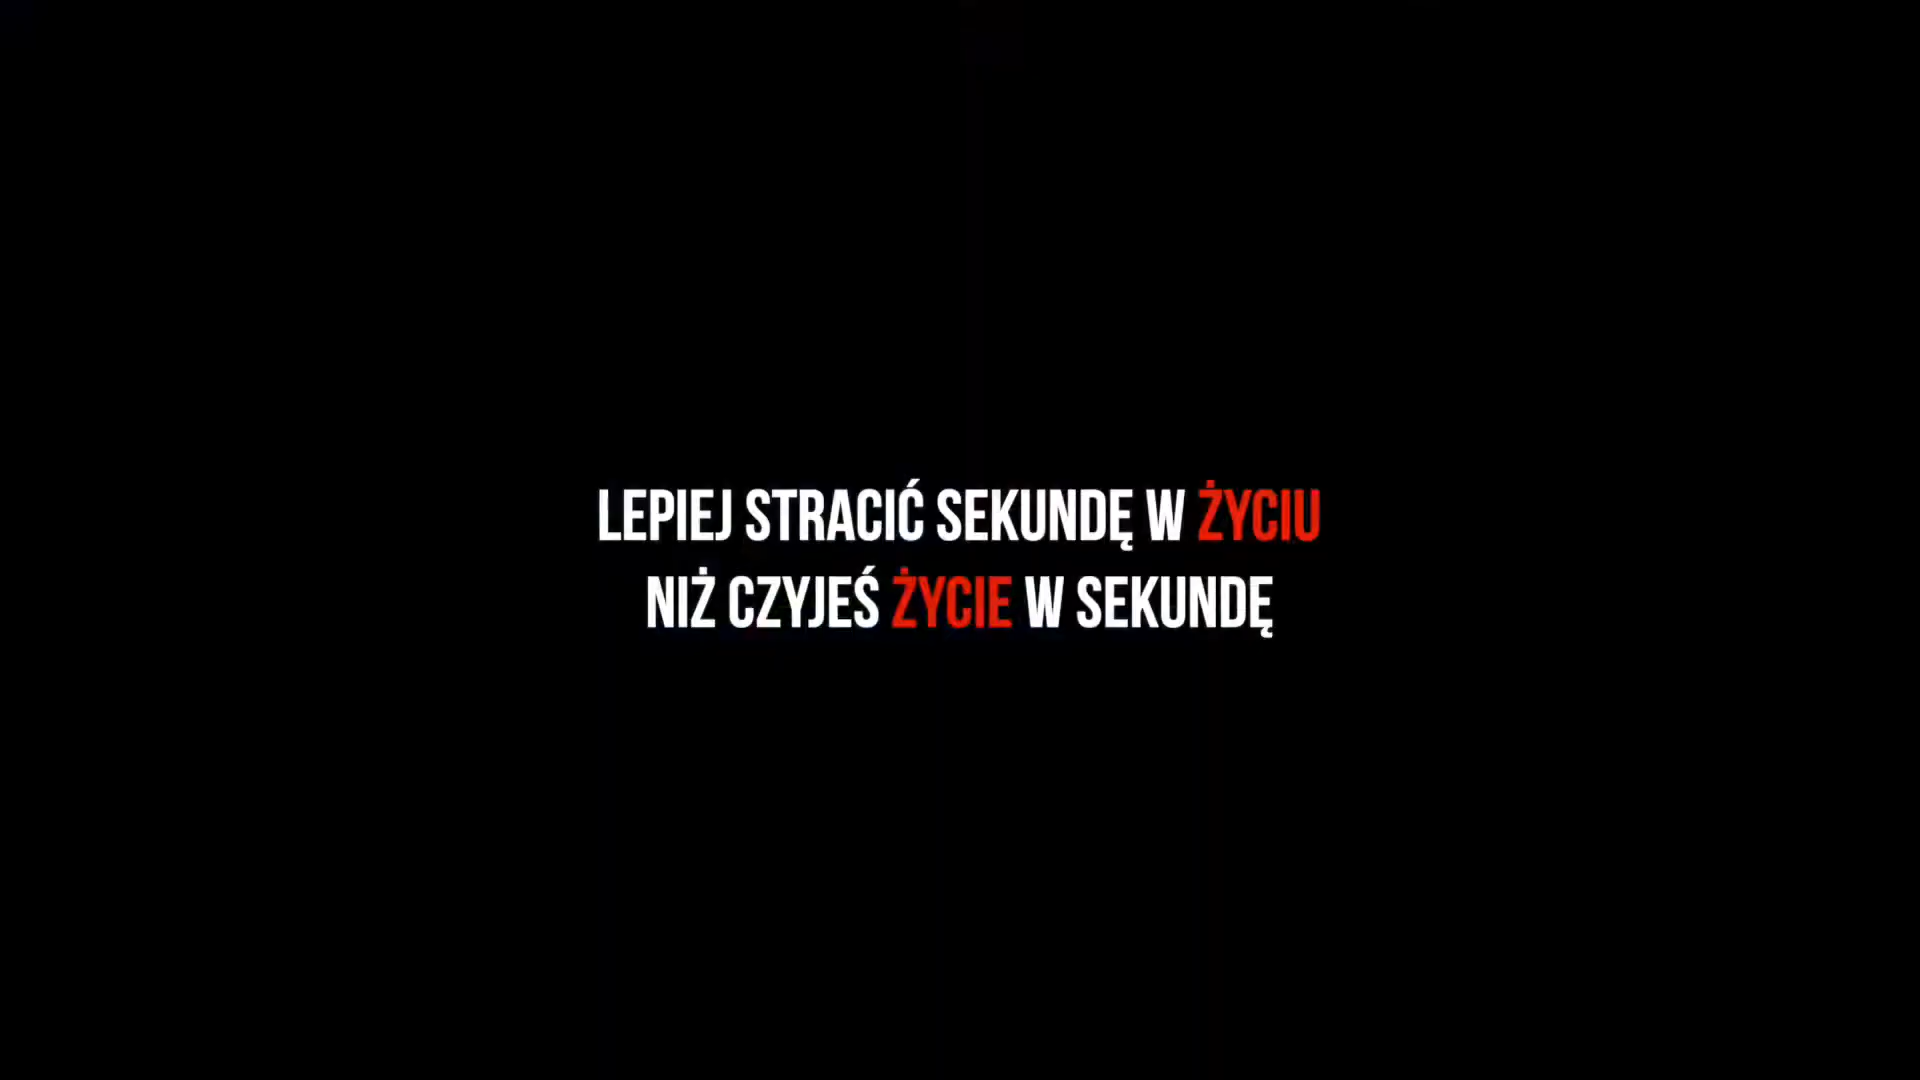 LEPIEJ STRACIĆ SEKUNDĘ W ŻYCIU
NIŻ CZYJEŚ ŻYCIE W SEKUNDĘ